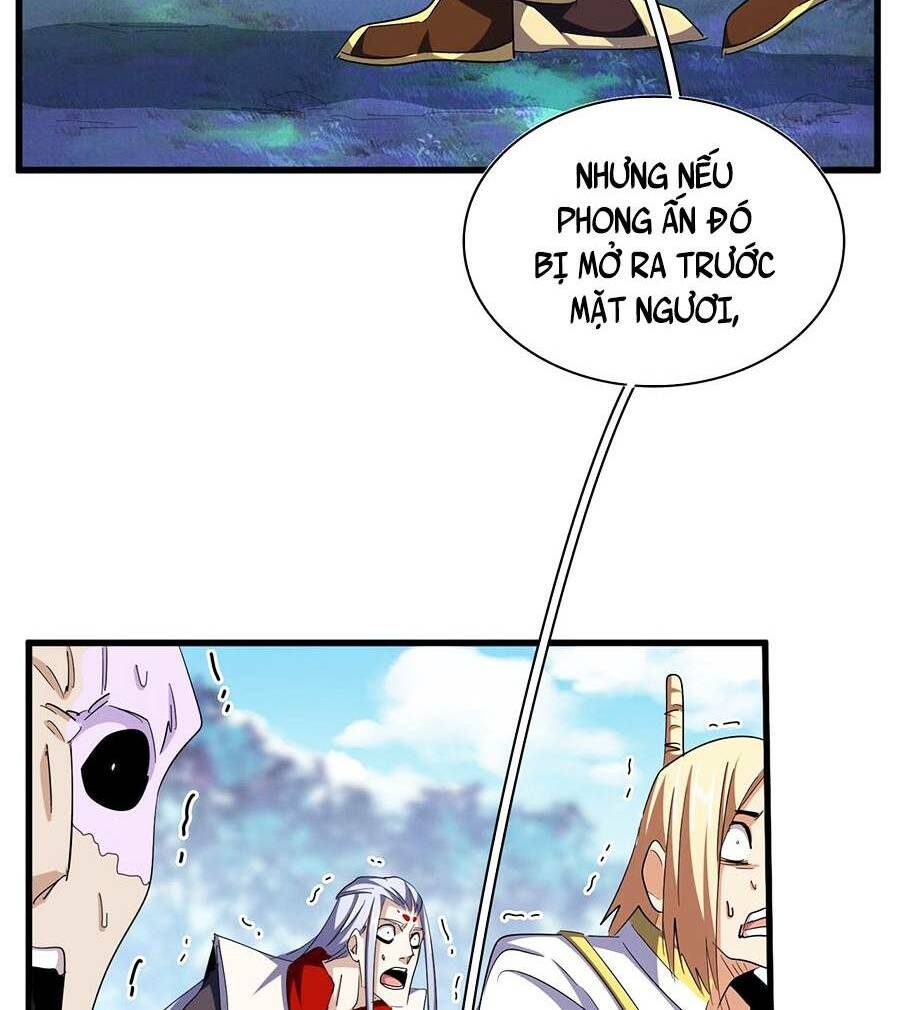 NHƯNG NẾU
PHONG ẤN ĐÓ
BỊ MỞ RA TRƯỚC
MẶT NGƯƠI,